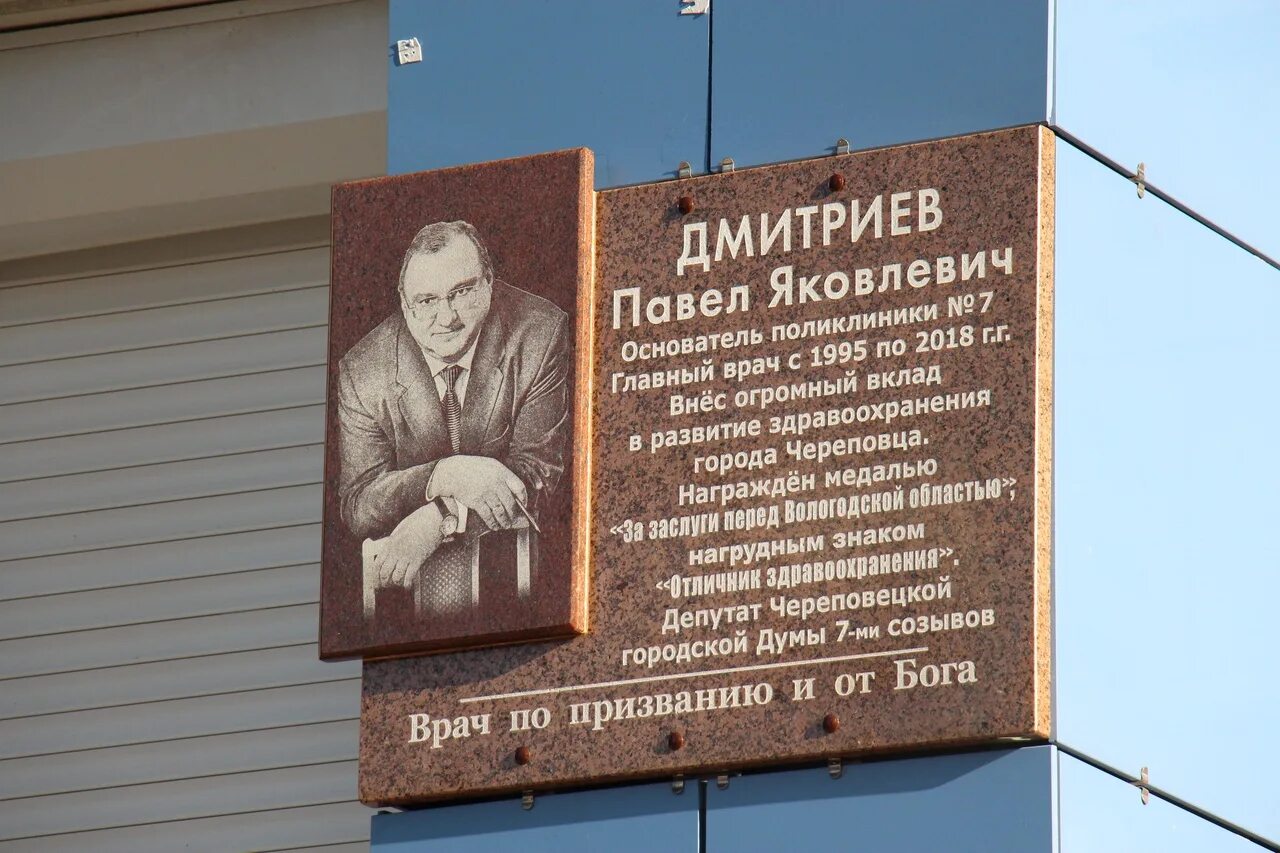 ДМИТРИЕВ
Павел Яковлевич
Основатель поликлиники №7
Главный врач с 1995 по 2018 г.г.
Внёс огромный вклад
в развитие здравоохранения
города Череповца.
Награждён медалью
«За заслуги перед Вологодской областью»,
нагрудным знаком
«Отличник здравоохранения».
Депутат Череповецкой
городской Думы 7-ми созывов
Врач по призванию и от Бога